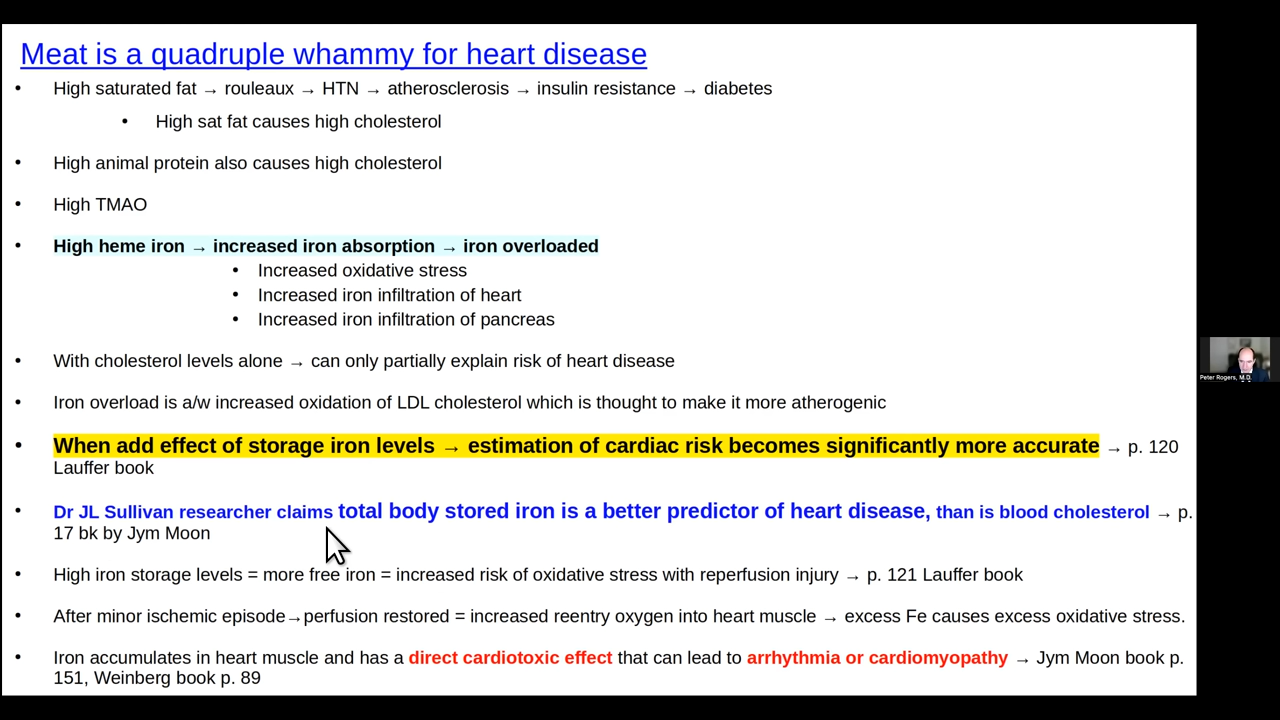 Meat is a quadruple whammy for heart disease
• High saturated fat → rouleaux → HTN → atherosclerosis → insulin resistance → diabetes
• High sat fat causes high cholesterol
• High animal protein also causes high cholesterol
• High TMAO
• High heme iron → increased iron absorption → iron overloaded
• Increased oxidative stress
• Increased iron infiltration of heart
• Increased iron infiltration of pancreas
• With cholesterol levels alone → can only partially explain risk of heart disease
• Iron overload is a/w increased oxidation of LDL cholesterol which is thought to make it more atherogenic
• When add effect of storage iron levels → estimation of cardiac risk becomes significantly more accurate → p. 120
Lauffer book
• Dr JL Sullivan researcher claims total body stored iron is a better predictor of heart disease, than is blood cholesterol → p.
17 bk by Jym Moon
• High iron storage levels = more free iron = increased risk of oxidative stress with reperfusion injury → p. 121 Lauffer book
• After minor ischemic episode→perfusion restored = increased reentry oxygen into heart muscle → excess Fe causes excess oxidative stress.
• Iron accumulates in heart muscle and has a direct cardiotoxic effect that can lead to arrhythmia or cardiomyopathy → Jym Moon book p.
151, Weinberg book p. 89
Peter Rogers, M.D.